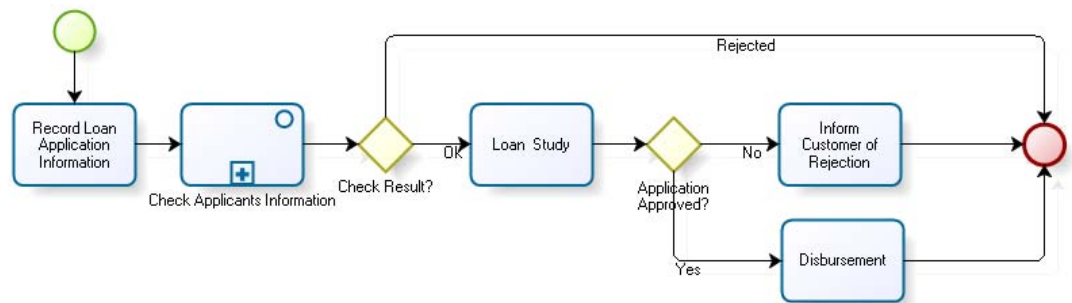 Rejected
Record Loan
Application
Information
Check Applicants Information
Check Result?
OK
Loan Study
Application
Approved?
No
Yes
Inform
Customer of
Rejection
Disbursement